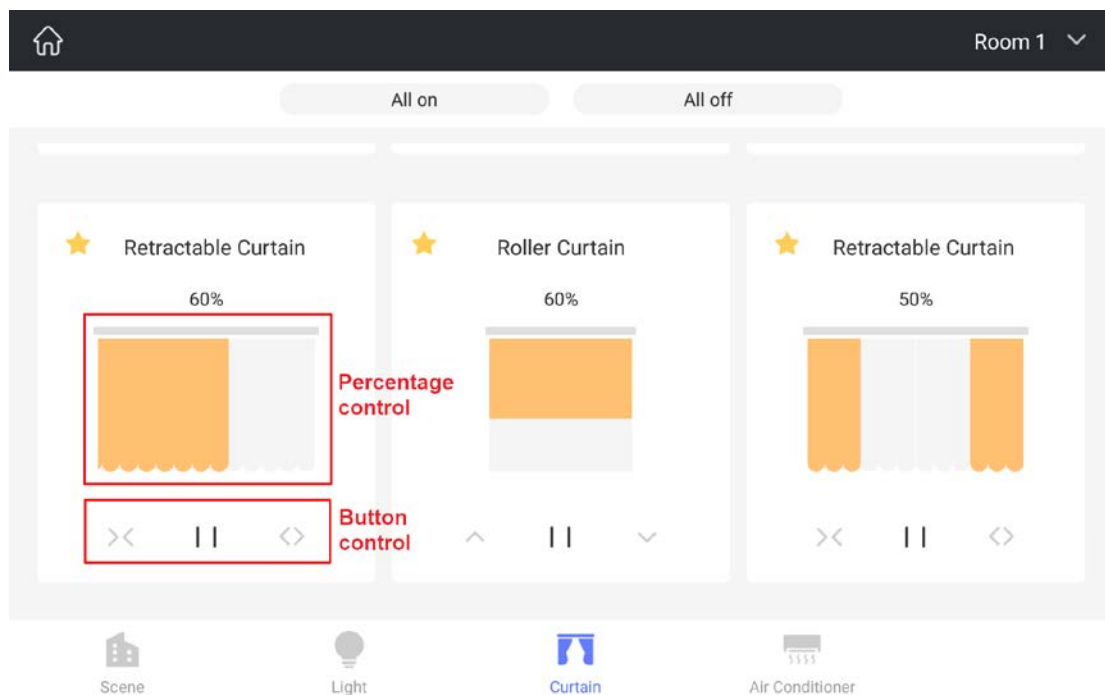 Room 1
All on
All off
Retractable Curtain
Roller Curtain
Retractable Curtain
60%
60%
50%
Percentage
control
Button
control
Scene
Light
Curtain
Air Conditioner